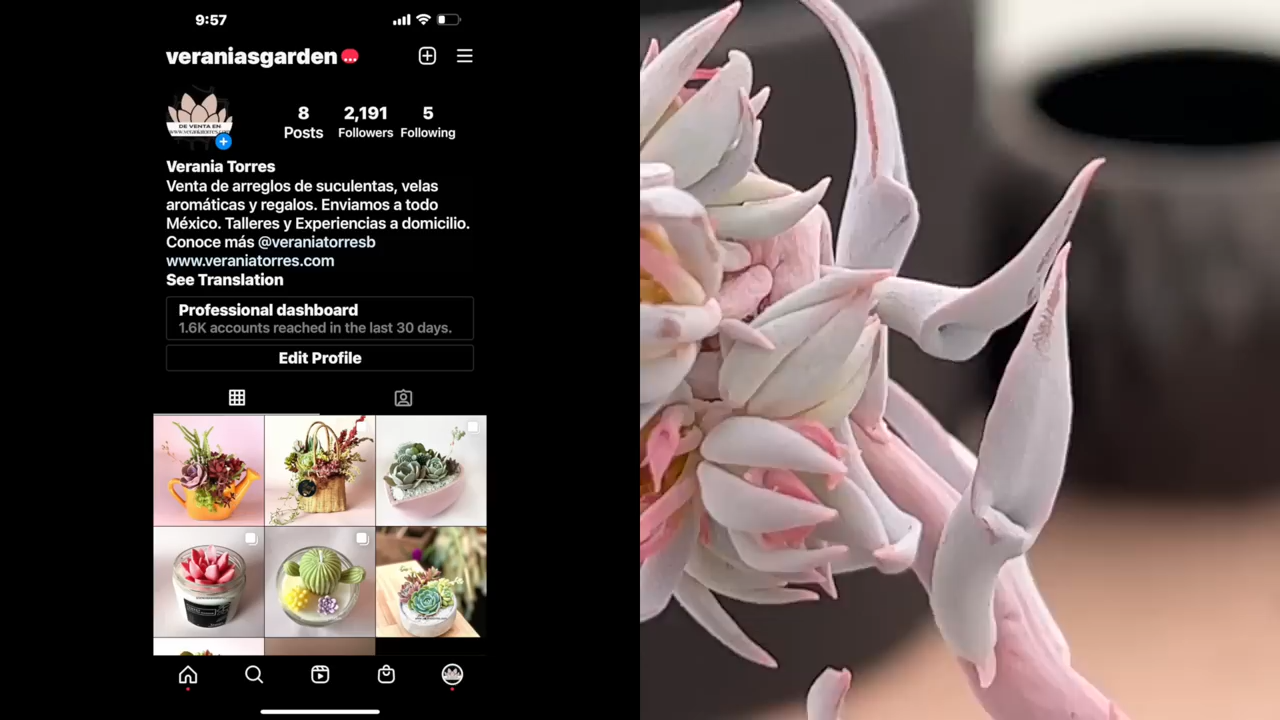 9:57
veraniasgarden
DE VENTA EN
8
Posts
2,191
Followers
5
Following
Verania Torres
Venta de arreglos de suculentas, velas
aromáticas y regalos. Enviamos a todo
México. Talleres y Experiencias a domicilio.
Conoce más @veraniatorresb
www.veraniatorres.com
See Translation
Professional dashboard
1.6K accounts reached in the last 30 days.
Edit Profile